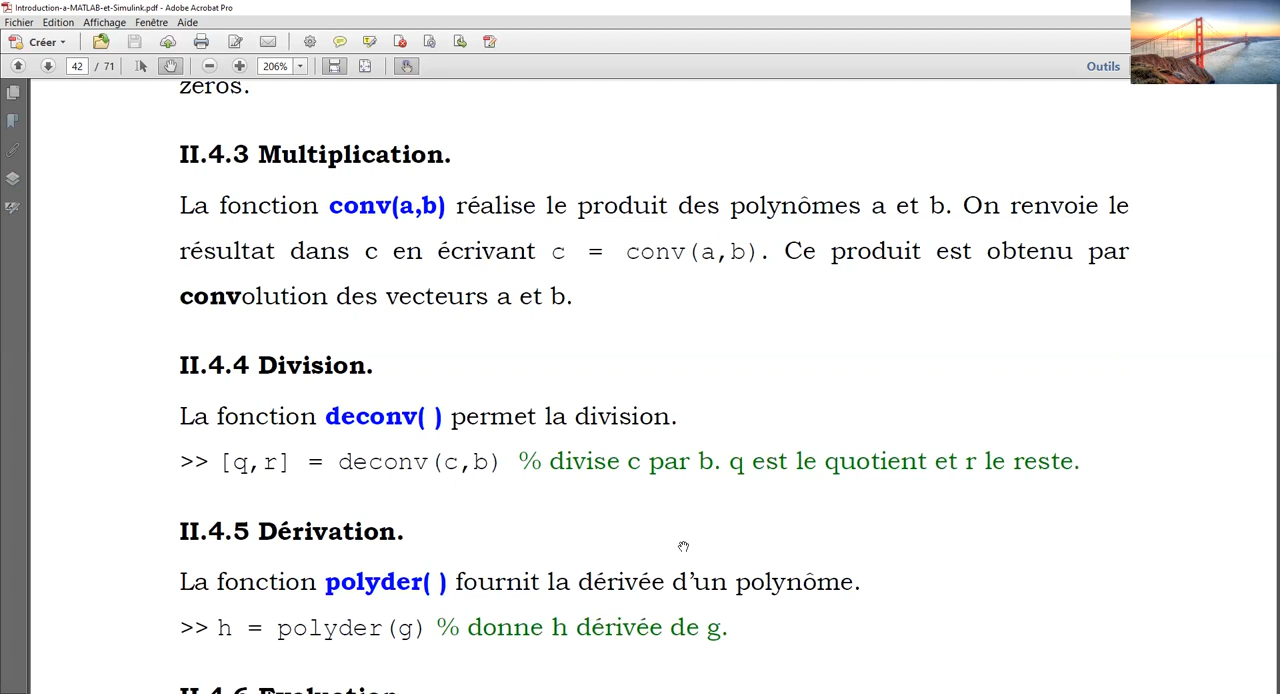 Introduction-a-MATLAB-et-Simulink.pdf - Adobe Acrobat Pro
Fichier Edition Affichage Fenêtre Aide
Créer
42 / 71 206% Outils
zéros.
II.4.3 Multiplication.
La fonction conv(a,b) réalise le produit des polynômes a et b. On renvoie le
résultat dans c en écrivant c = conv(a,b). Ce produit est obtenu par
convolution des vecteurs a et b.
II.4.4 Division.
La fonction deconv( ) permet la division.
>> [q,r] = deconv(c,b) % divise c par b. q est le quotient et r le reste.
II.4.5 Dérivation.
La fonction polyder( ) fournit la dérivée d’un polynôme.
>> h = polyder(g) % donne h dérivée de g.
II.4.6 Evaluation